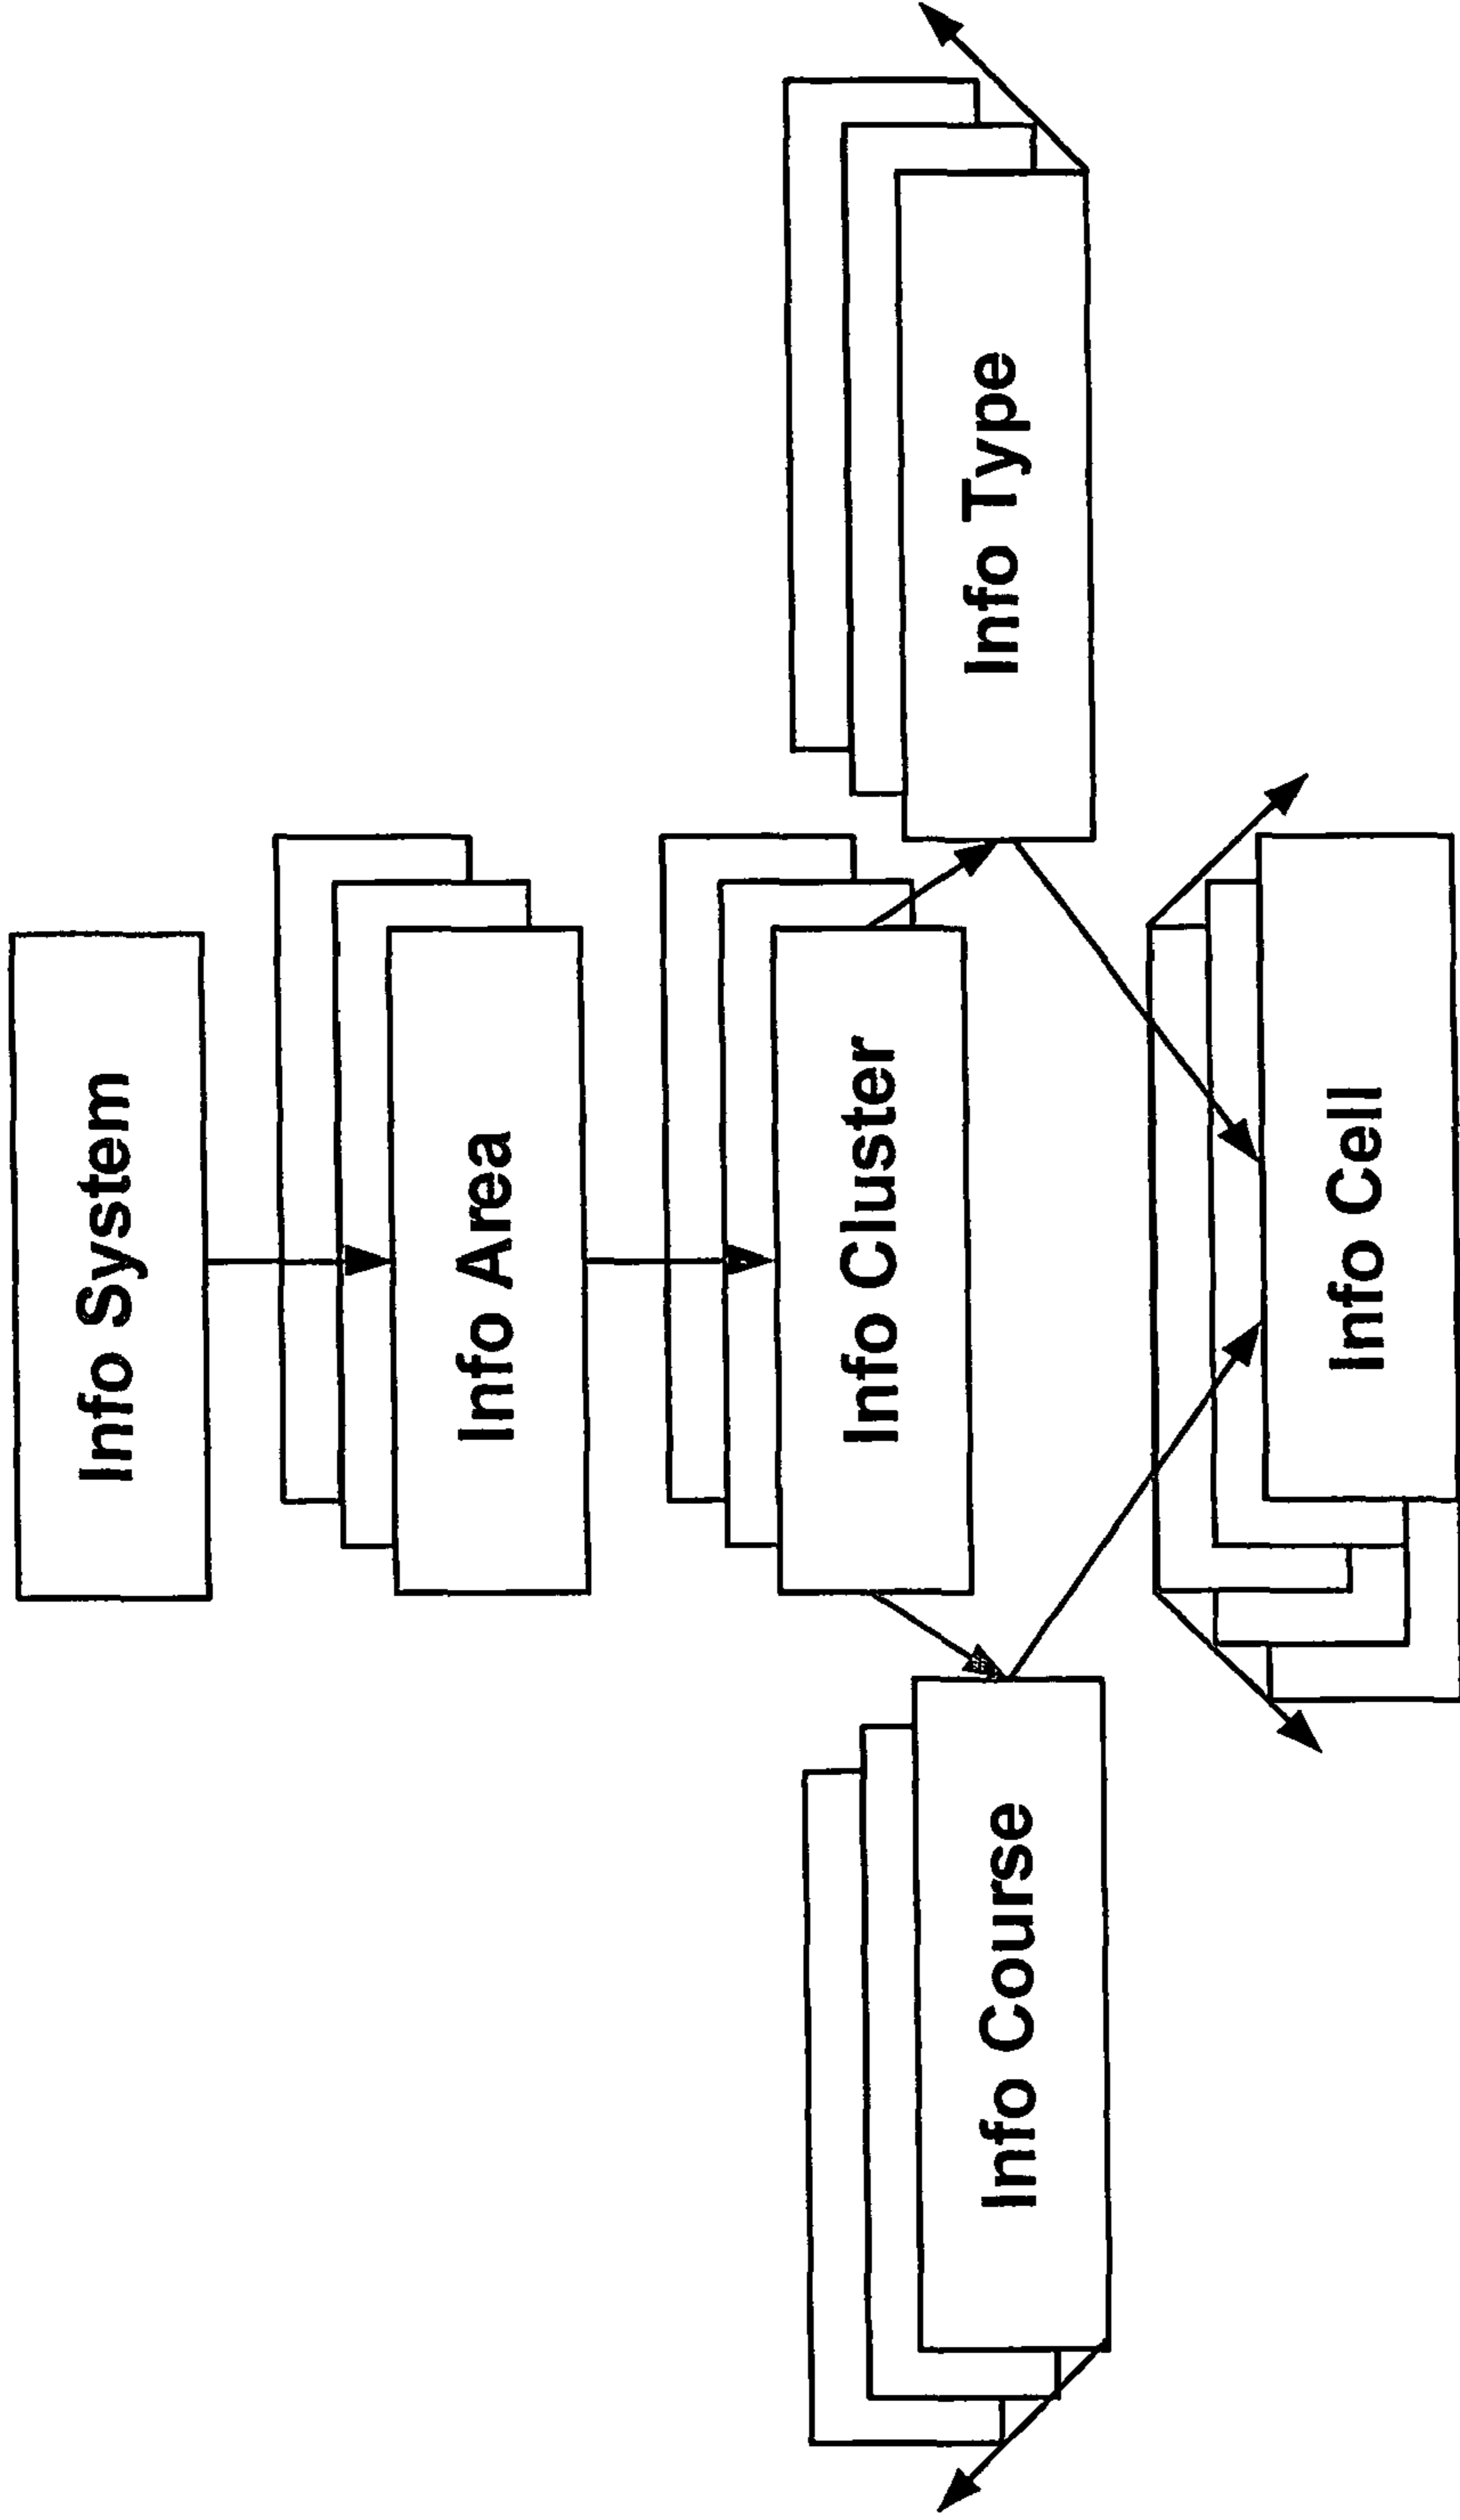 Info System
Info Area
Info Cluster
Info Course
Info Type
Info Cell